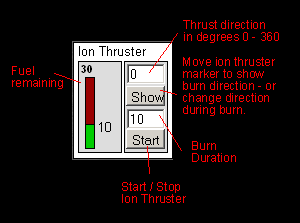 Thrust direction
in degrees 0 - 360
Ion Thruster
Fuel
remaining
30
0
Move ion thruster
marker to show
burn direction - or
change direction
during burn.
Show
10
10
Start
Burn
Duration
Start / Stop
Ion Thruster